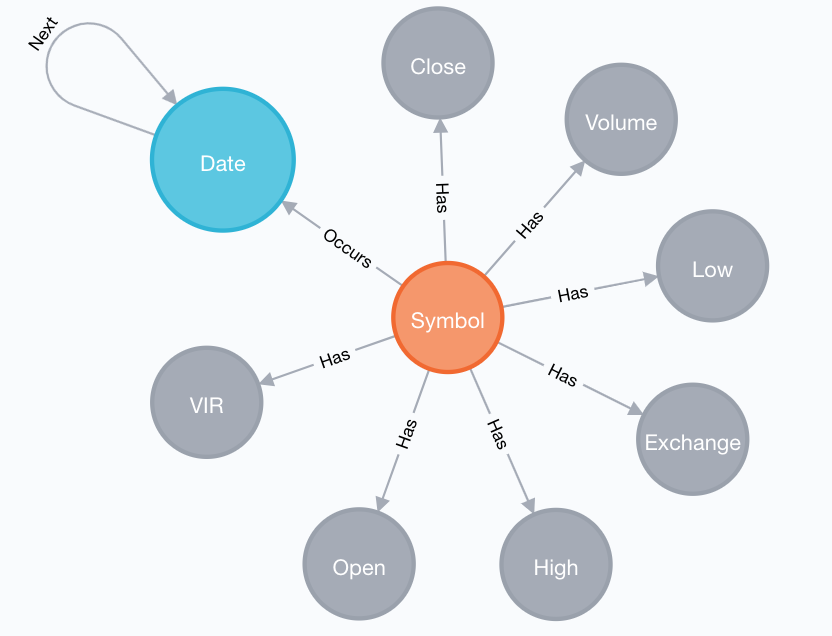 Next
Close
Volume
Date
Has
Has
Occurs
Low
Has
Symbol
Has
Has
VIR
Has
Has
Exchange
Open
High